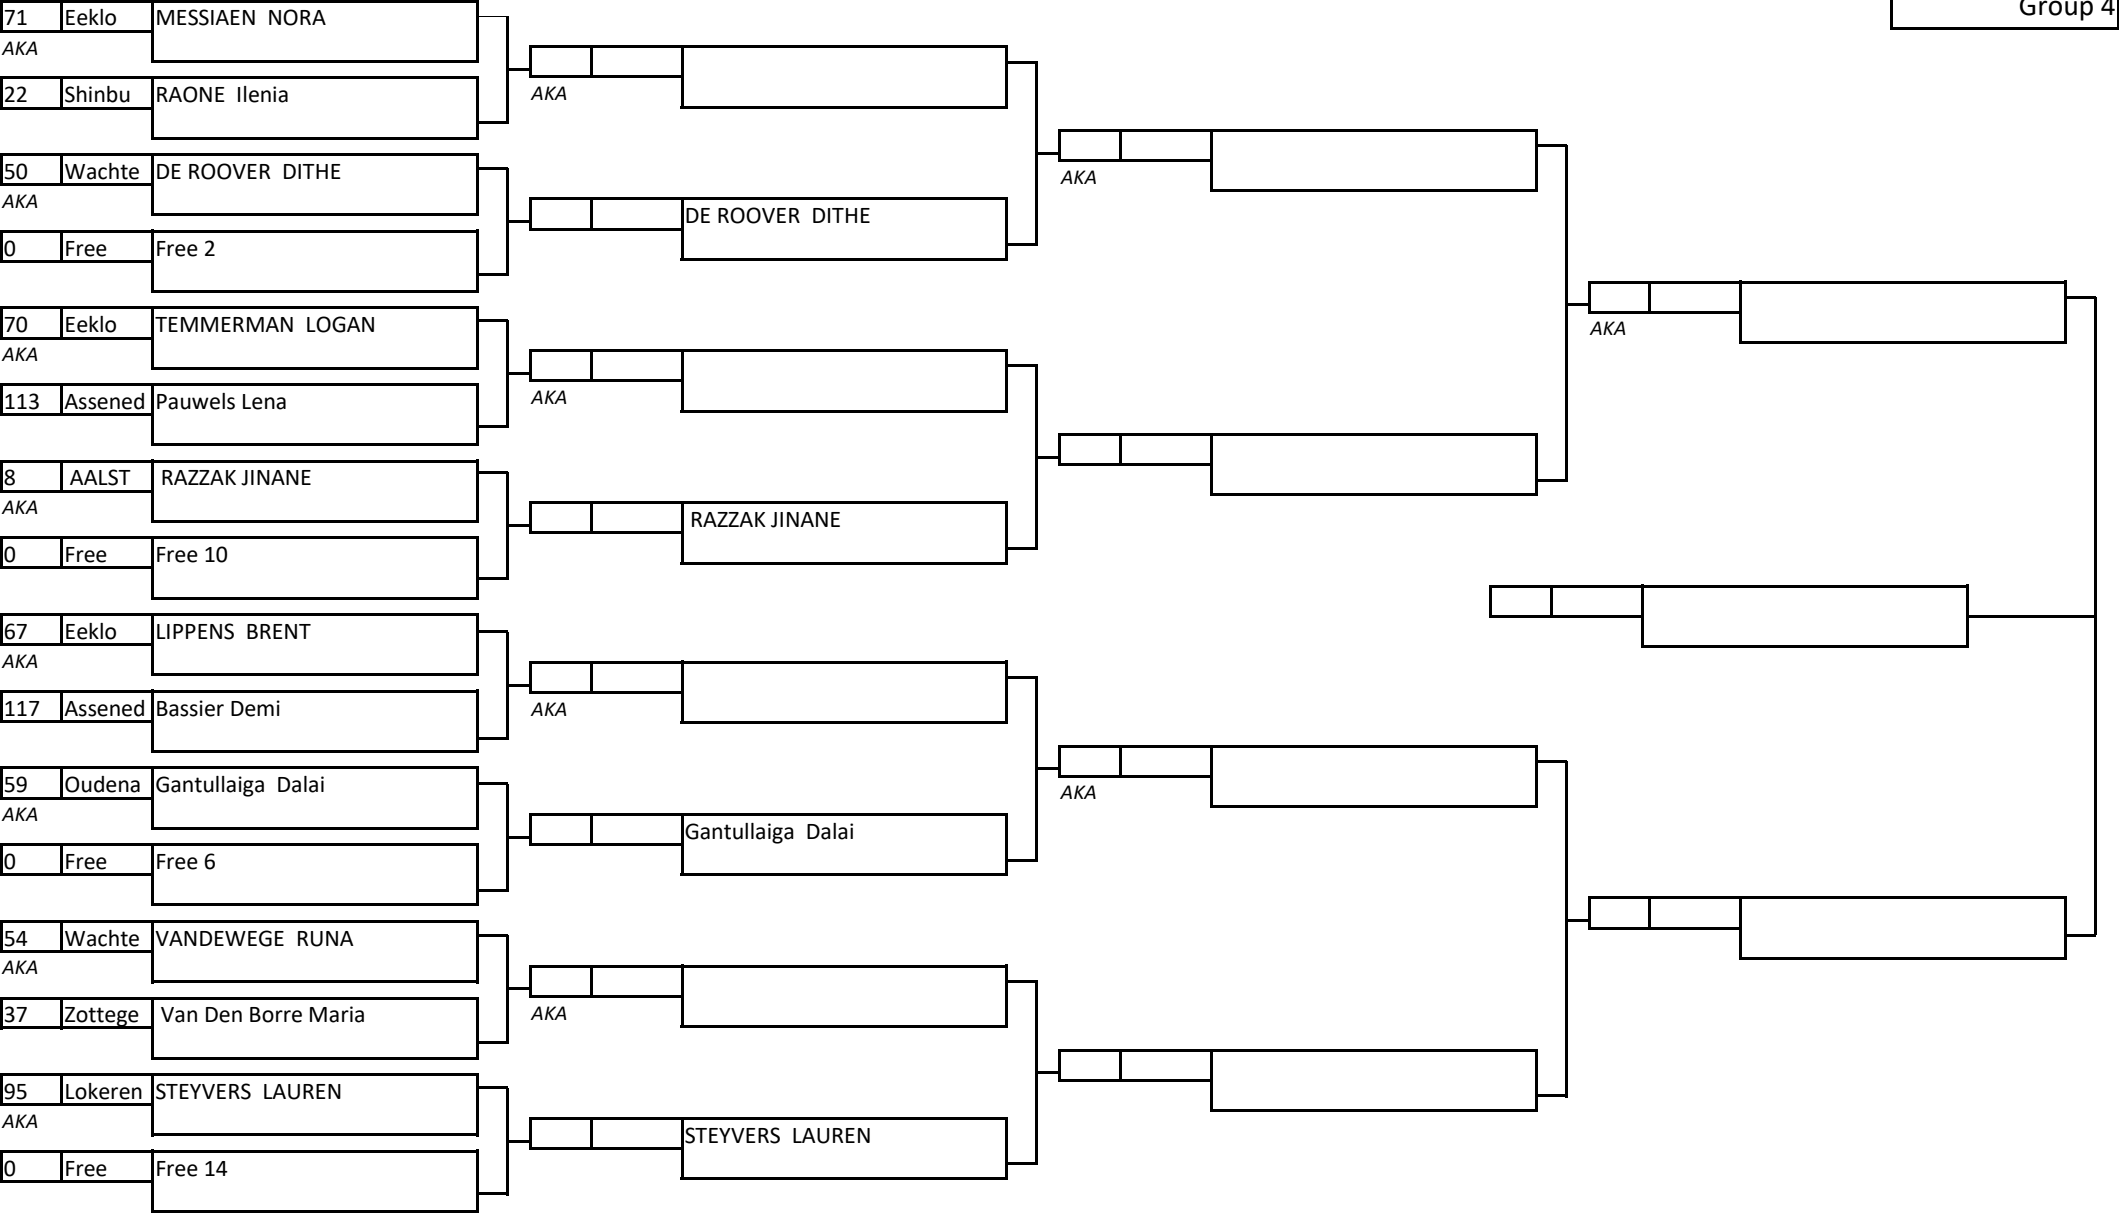 Group 4
71 Eeklo MESSIAEN NORA
AKA
22 Shinbu RAONE Ilenia
AKA
50 Wachte DE ROOVER DITHE
AKA
AKA
DE ROOVER DITHE
0 Free Free 2
70 Eeklo TEMMERMAN LOGAN
AKA
AKA
113 Assened Pauwels Lena
AKA
8 AALST RAZZAK JINANE
AKA
RAZZAK JINANE
0 Free Free 10
67 Eeklo LIPPENS BRENT
AKA
117 Assened Bassier Demi
AKA
59 Oudena Gantullaiga Dalai
AKA
AKA
Gantullaiga Dalai
0 Free Free 6
54 Wachte VANDEWEGE RUNA
AKA
37 Zottege Van Den Borre Maria
AKA
95 Lokeren STEYVERS LAUREN
AKA
STEYVERS LAUREN
0 Free Free 14